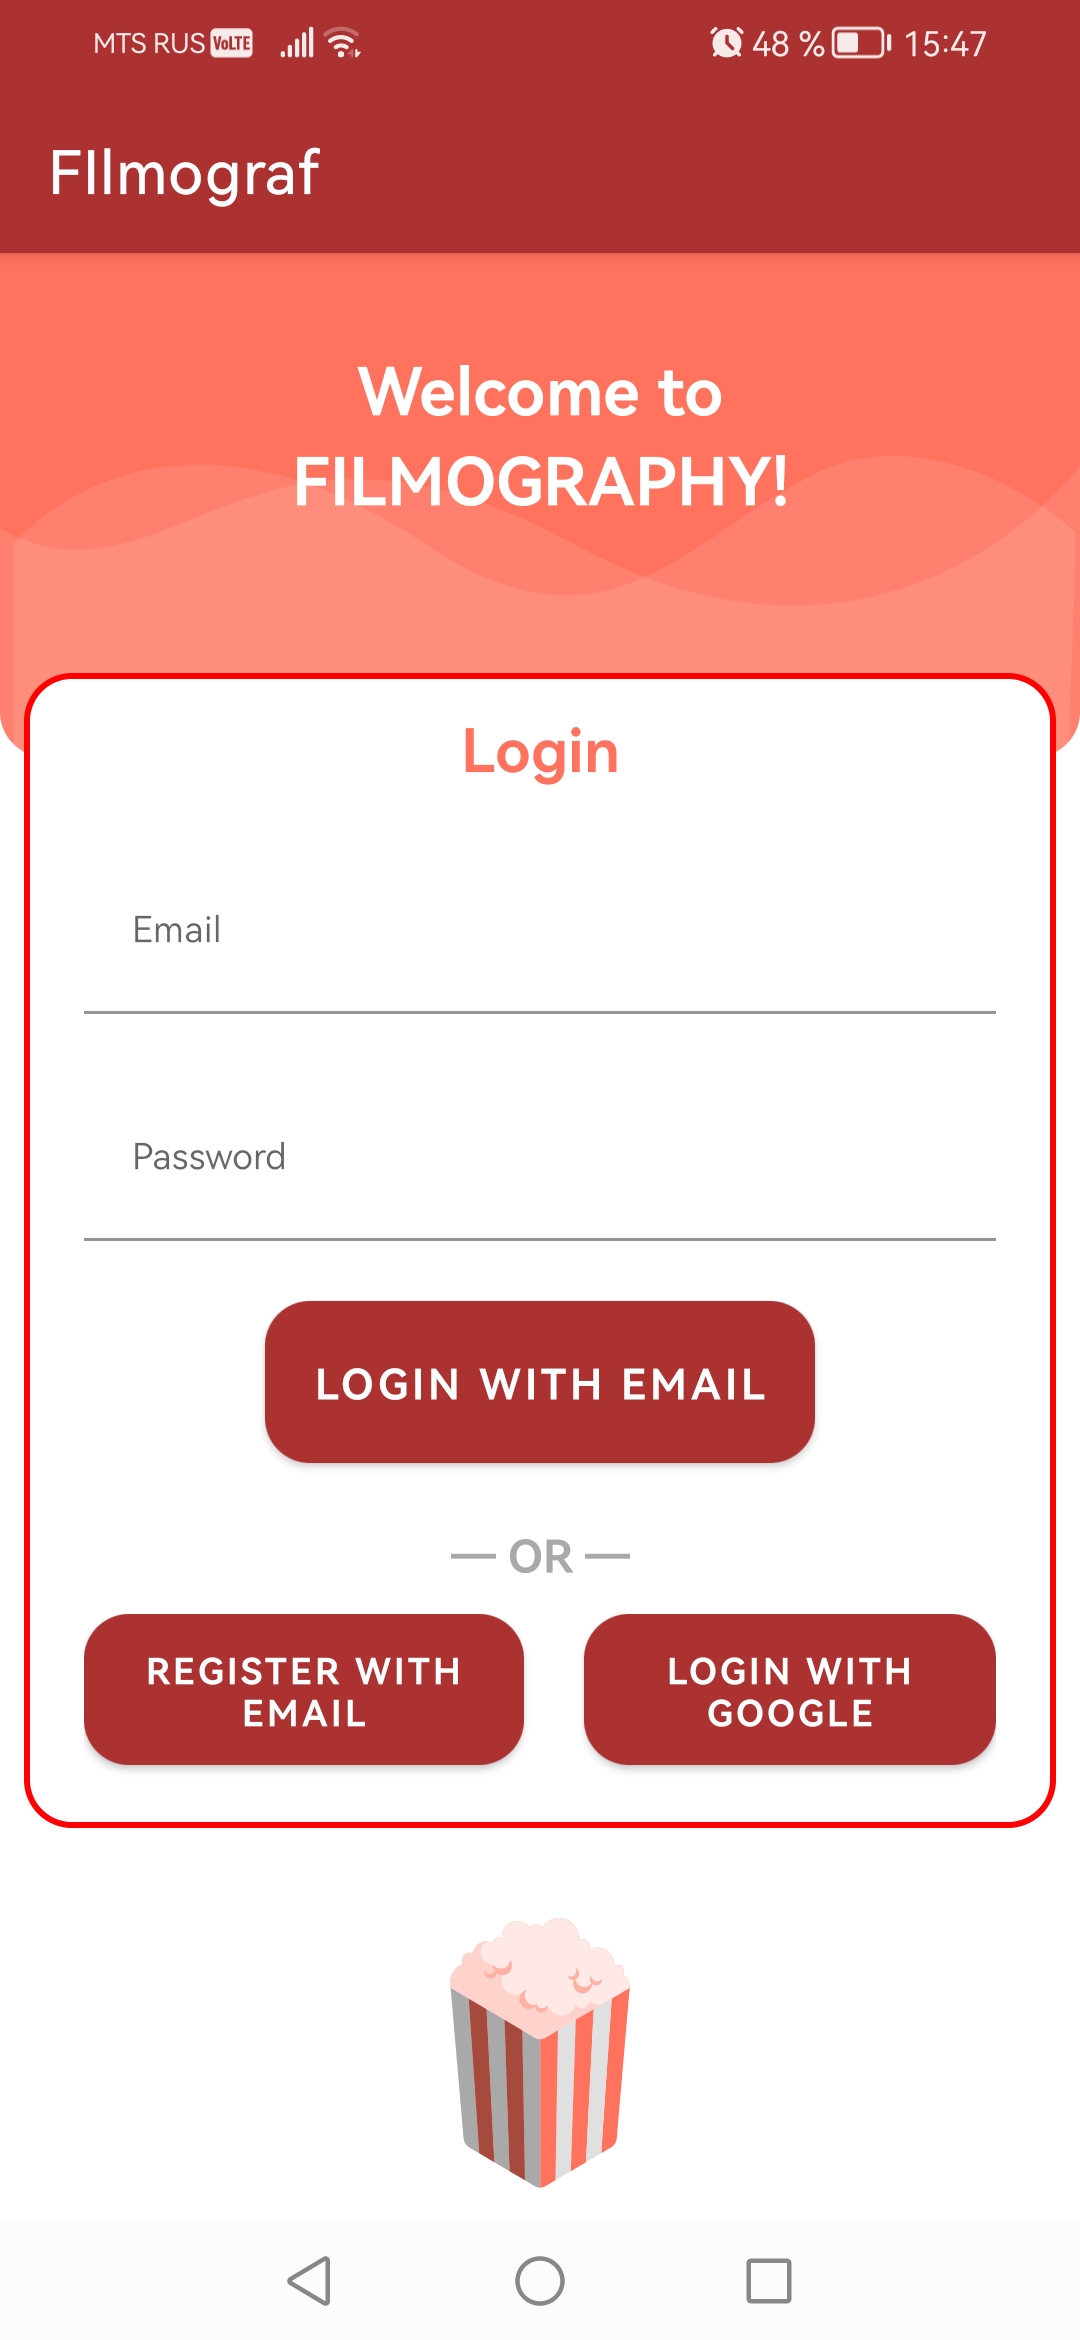 MTS RUS VoLTE 48 % 15:47
FIlmograf
Welcome to
FILMOGRAPHY!
Login
Email
Password
LOGIN WITH EMAIL
— OR —
REGISTER WITH
EMAIL
LOGIN WITH
GOOGLE